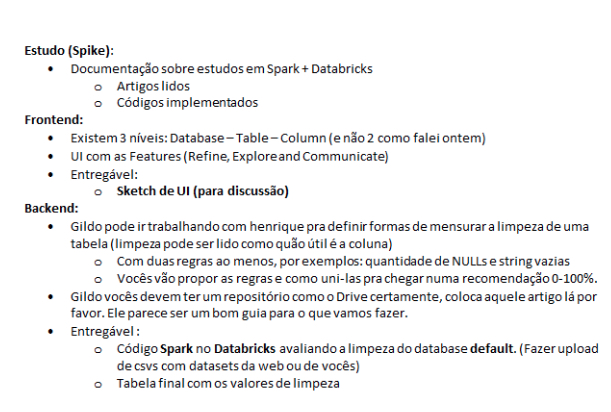 Estudo (Spike):
• Documentação sobre estudos em Spark + Databricks
o Artigos lidos
o Códigos implementados
Frontend:
• Existem 3 níveis: Database – Table – Column (e não 2 como falei ontem)
• UI com as Features (Refine, Explore and Communicate)
• Entregável:
o Sketch de UI (para discussão)
Backend:
• Gildo pode ir trabalhando com henrique pra definir formas de mensurar a limpeza de uma
tabela (limpeza pode ser lido como quão útil é a coluna)
o Com duas regras ao menos, por exemplos: quantidade de NULLs e string vazias
o Vocês vão propor as regras e como uni-las pra chegar numa recomendação 0-100%.
• Gildo vocês devem ter um repositório como o Drive certamente, coloca aquele artigo lá por
favor. Ele parece ser um bom guia para o que vamos fazer.
• Entregável :
o Código Spark no Databricks avaliando a limpeza do database default. (Fazer upload
de csvs com datasets da web ou de vocês)
o Tabela final com os valores de limpeza